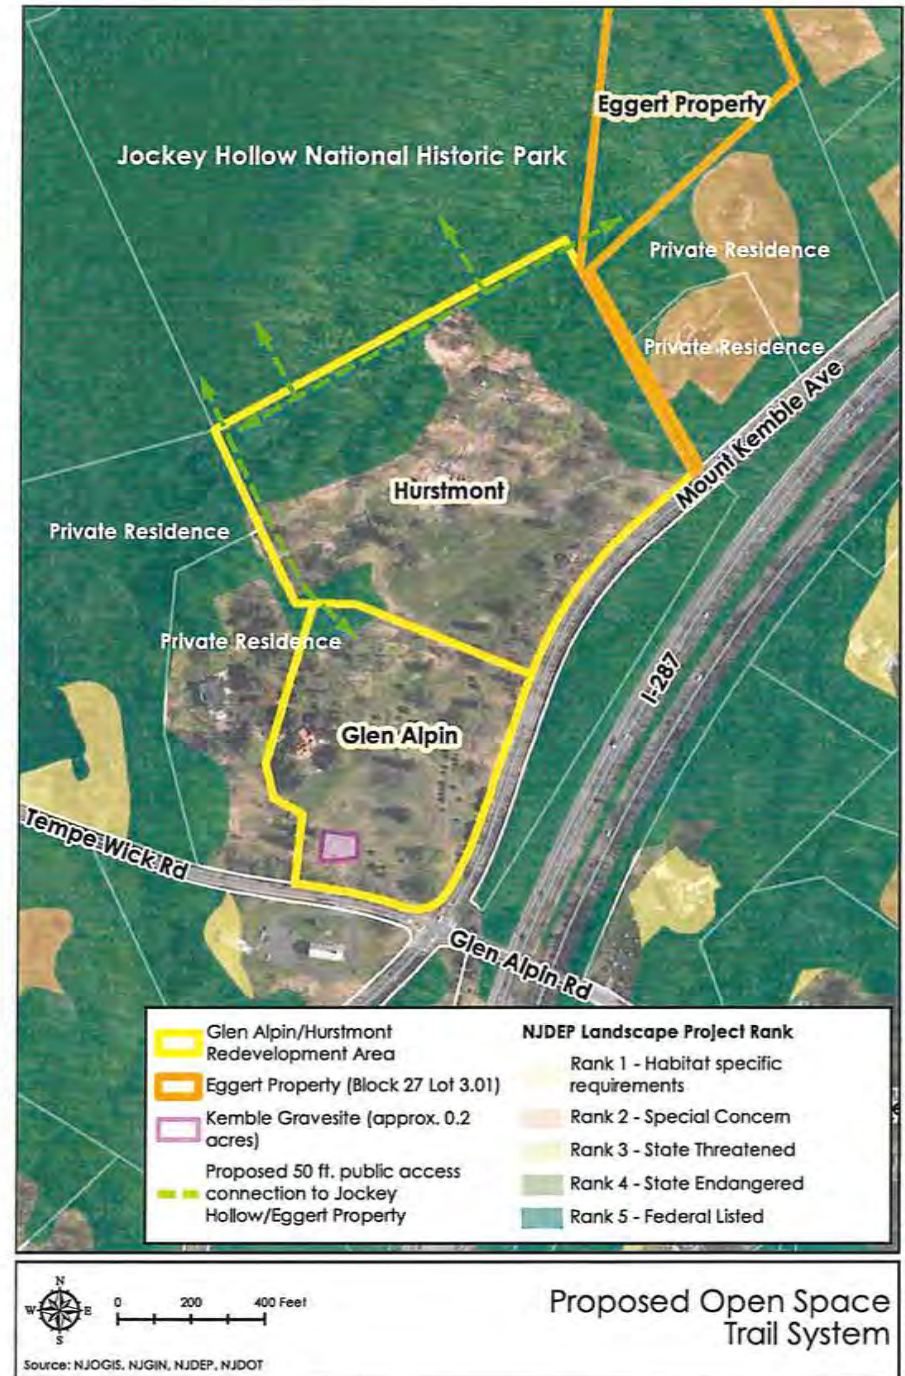 Eggert Property
Jockey Hollow National Historic Park
Private Residence
Private Residence
Mount Kemble Ave
Hurstmont
Private Residence
Private Residence
I-287
Glen Alpin
Tempe Wick Rd
Glen Alpin Rd
Glen Alpin/Hurstmont
Redevelopment Area
Eggert Property (Block 27 Lot 3.01)
Kemble Gravesite (approx. 0.2
acres)
Proposed 50 ft. public access
connection to Jockey
Hollow/Eggert Property
NJDEP Landscape Project Rank
Rank 1 - Habitat specific
requirements
Rank 2 - Special Concern
Rank 3 - State Threatened
Rank 4 - State Endangered
Rank 5 - Federal Listed
N
W E
S
0 200 400 Feet
Source: NJOGIS, NJGIN, NJDEP, NJDOT
Proposed Open Space
Trail System